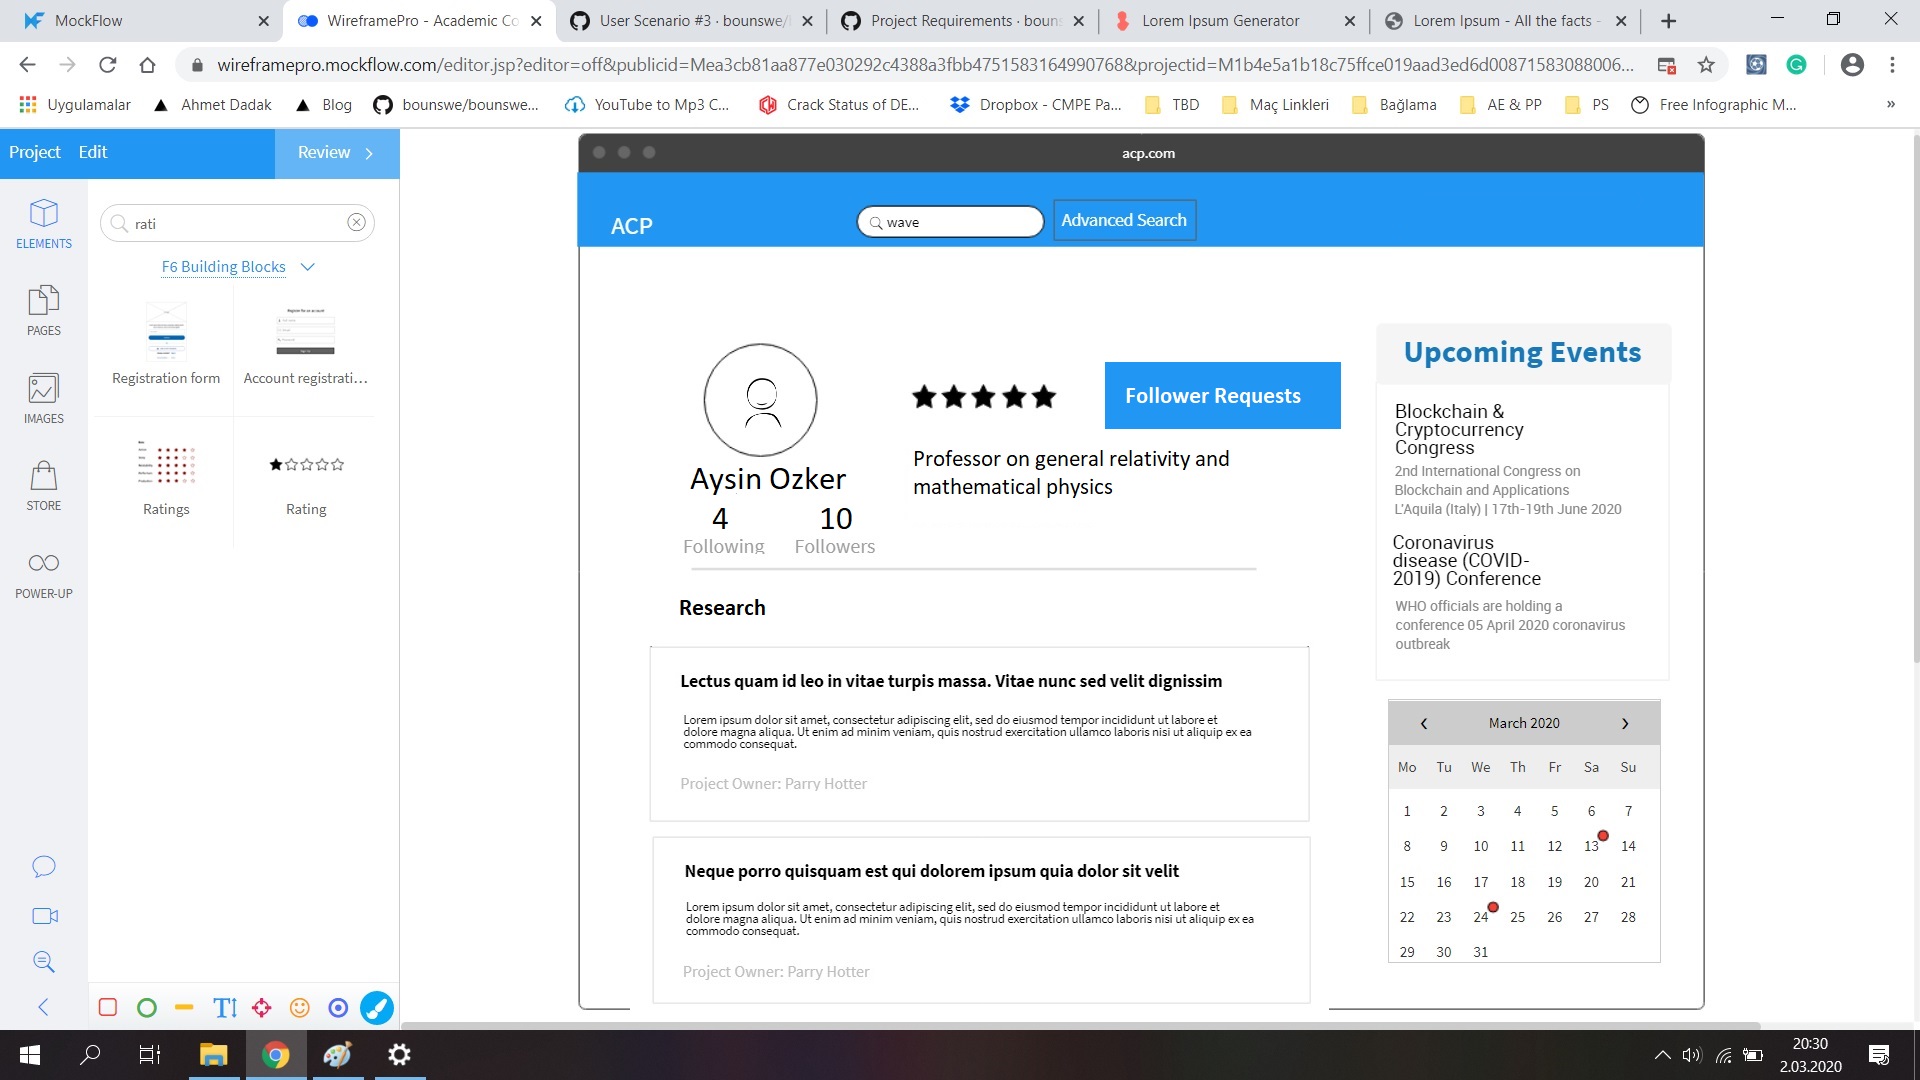 MockFlow
WireframePro - Academic Co
User Scenario #3 · bounswe/
Project Requirements · boun
Lorem Ipsum Generator
Lorem Ipsum - All the facts -
wireframepro.mockflow.com/editor.jsp?editor=off&publicid=Mea3cb81aa877e030292c4388a3fbb4751583164990768&projectid=M1b4e5a1b18c75ffce019aad3ed6d00871583088006...
Uygulamalar
Ahmet Dadak
Blog
bounswe/bounswe...
YouTube to Mp3 C...
Crack Status of DE...
Dropbox - CMPE Pa...
TBD
Maç Linkleri
Bağlama
AE & PP
PS
Free Infographic M...
»
Project
Edit
Review
ELEMENTS
PAGES
IMAGES
STORE
POWER-UP
rati
F6 Building Blocks
Registration form
Account registrati...
Ratings
Rating
acp.com
ACP
wave
Advanced Search
Follower Requests
Aysin Ozker
4
10
Following
Followers
Professor on general relativity and
mathematical physics
Research
Lectus quam id leo in vitae turpis massa. Vitae nunc sed velit dignissim
Lorem ipsum dolor sit amet, consectetur adipiscing elit, sed do eiusmod tempor incididunt ut labore et
dolore magna aliqua. Ut enim ad minim veniam, quis nostrud exercitation ullamco laboris nisi ut aliquip ex ea
commodo consequat.
Project Owner: Parry Hotter
Neque porro quisquam est qui dolorem ipsum quia dolor sit velit
Lorem ipsum dolor sit amet, consectetur adipiscing elit, sed do eiusmod tempor incididunt ut labore et
dolore magna aliqua. Ut enim ad minim veniam, quis nostrud exercitation ullamco laboris nisi ut aliquip ex ea
commodo consequat.
Project Owner: Parry Hotter
Upcoming Events
Blockchain &
Cryptocurrency
Congress
2nd International Congress on
Blockchain and Applications
L'Aquila (Italy) | 17th-19th June 2020
Coronavirus
disease (COVID-
2019) Conference
WHO officials are holding a
conference 05 April 2020 coronavirus
outbreak
March 2020
Mo Tu We Th Fr Sa Su
1 2 3 4 5 6 7
8 9 10 11 12 13 14
15 16 17 18 19 20 21
22 23 24 25 26 27 28
29 30 31
20:30
2.03.2020